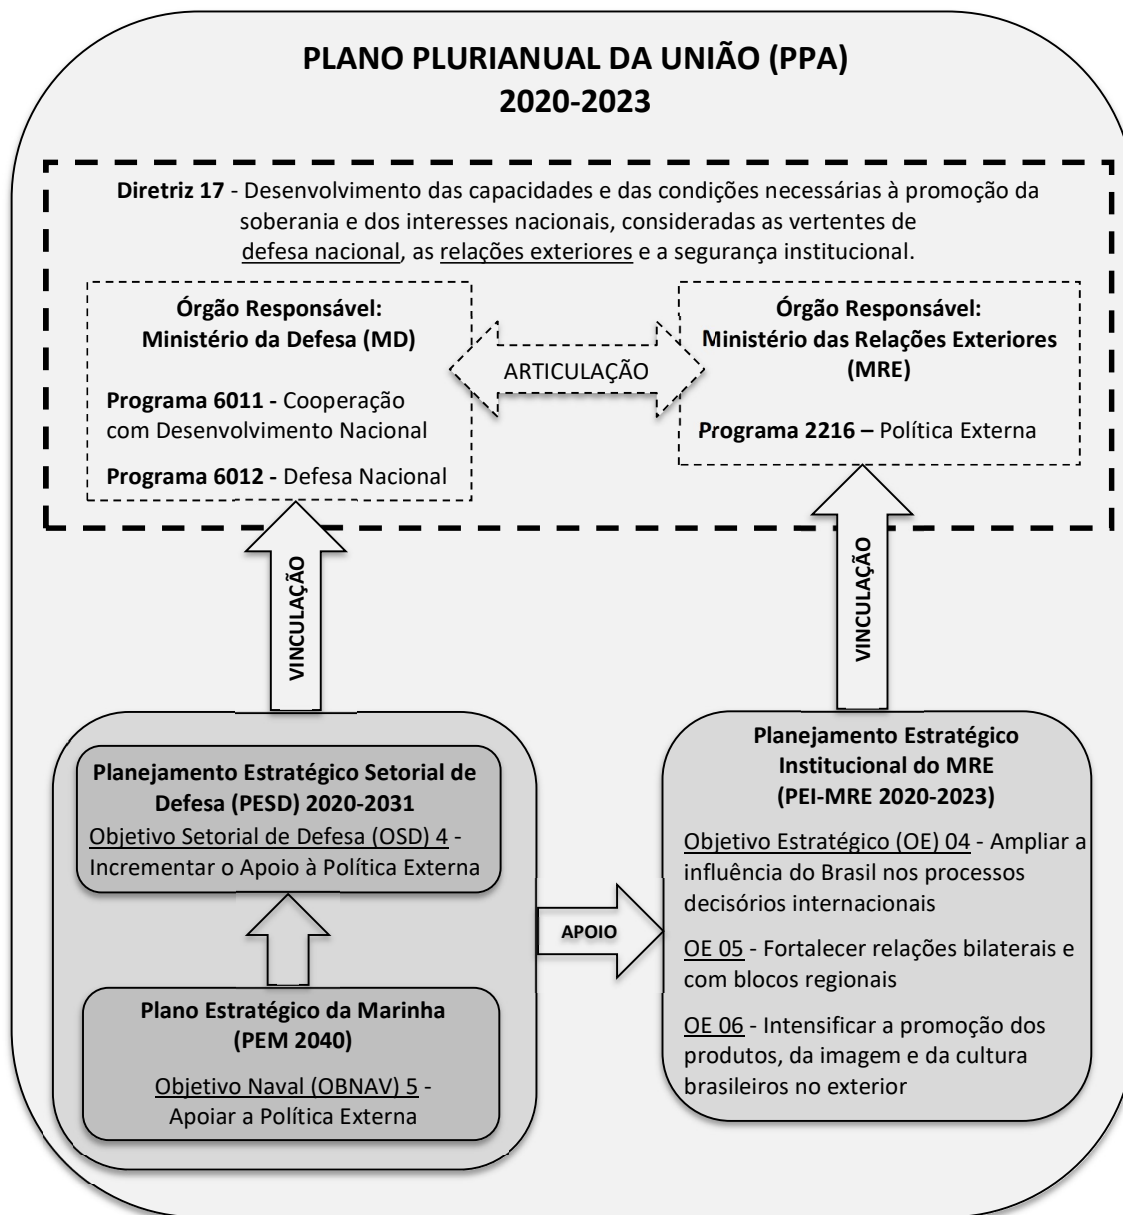 PLANO PLURIANUAL DA UNIÃO (PPA)
2020-2023
Diretriz 17 - Desenvolvimento das capacidades e das condições necessárias à promoção da
soberania e dos interesses nacionais, consideradas as vertentes de
defesa nacional, as relações exteriores e a segurança institucional.
Órgão Responsável:
Ministério da Defesa (MD)
Programa 6011 - Cooperação
com Desenvolvimento Nacional
Programa 6012 - Defesa Nacional
ARTICULAÇÃO
Órgão Responsável:
Ministério das Relações Exteriores
(MRE)
Programa 2216 – Política Externa
VINCULAÇÃO
VINCULAÇÃO
Planejamento Estratégico Setorial de
Defesa (PESD) 2020-2031
Objetivo Setorial de Defesa (OSD) 4 -
Incrementar o Apoio à Política Externa
Plano Estratégico da Marinha
(PEM 2040)
Objetivo Naval (OBNAV) 5 -
Apoiar a Política Externa
APOIO
Planejamento Estratégico
Institucional do MRE
(PEI-MRE 2020-2023)
Objetivo Estratégico (OE) 04 - Ampliar a
influência do Brasil nos processos
decisórios internacionais
OE 05 - Fortalecer relações bilaterais e
com blocos regionais
OE 06 - Intensificar a promoção dos
produtos, da imagem e da cultura
brasileiros no exterior